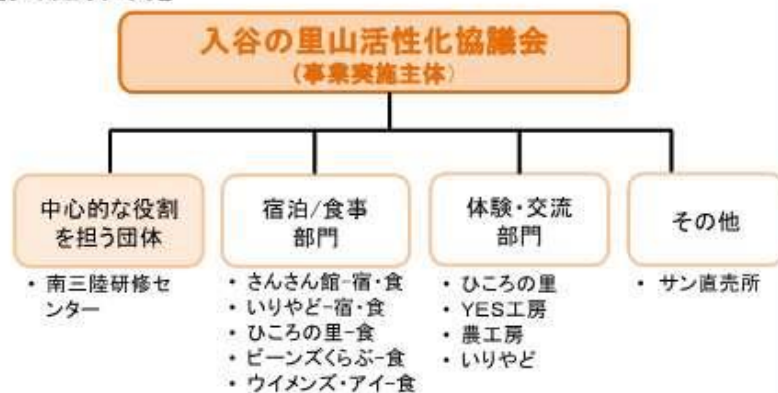 入谷の里山活性化協議会
(事業実施主体)
中心的な役割
を担う団体
・南三陸研修セ
ンター
宿泊/食事
部門
・さんさん館-宿・食
・いりやど-宿・食
・ひころの里-食
・ビーンズくらぶ-食
・ウイメンズ・アイ-食
体験・交流
部門
・ひころの里
・YES工房
・農工房
・いりやど
その他
・サン直売所